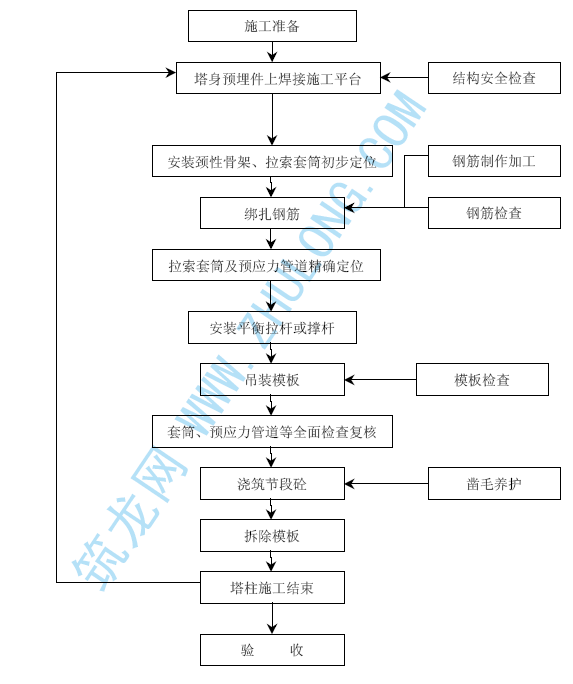 施工准备
塔身预埋件上焊接施工平台
结构安全检查
安装颈性骨架、拉索套筒初步定位
钢筋制作加工
绑扎钢筋
钢筋检查
拉索套筒及预应力管道精确定位
安装平衡拉杆或撑杆
吊装模板
模板检查
套筒、预应力管道等全面检查复核
浇筑节段砼
凿毛养护
拆除模板
塔柱施工结束
验 收
筑龙网 WWW.ZHULONG.COM